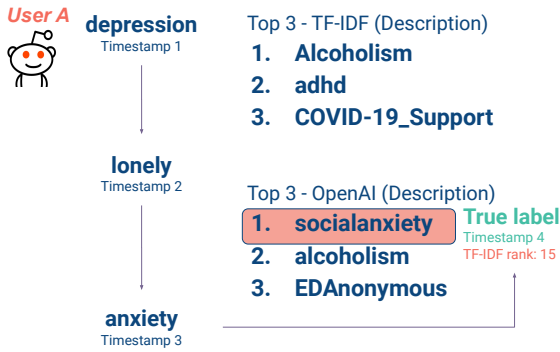 User A
depression
Timestamp 1
lonely
Timestamp 2
anxiety
Timestamp 3
Top 3 - TF-IDF (Description)
1. Alcoholism
2. adhd
3. COVID-19_Support
Top 3 - OpenAI (Description)
1. socialanxiety
2. alcoholism
3. EDAnonymous
True label
Timestamp 4
TF-IDF rank: 15